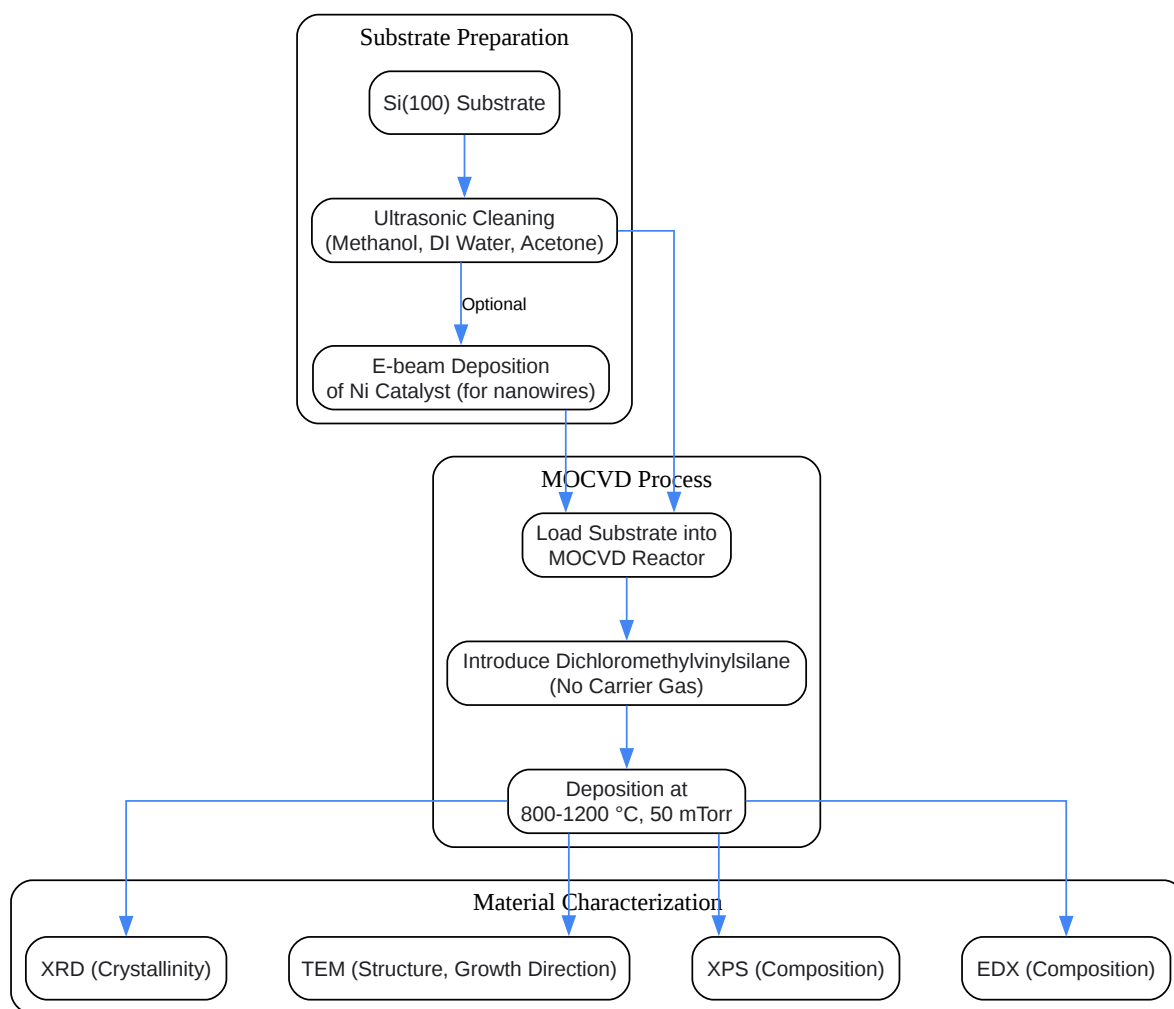 Substrate Preparation
Si(100) Substrate
Ultrasonic Cleaning
(Methanol, DI Water, Acetone)
Optional
E-beam Deposition
of Ni Catalyst (for nanowires)
MOCVD Process
Load Substrate into
MOCVD Reactor
Introduce Dichloromethylvinylsilane
(No Carrier Gas)
Deposition at
800-1200 °C, 50 mTorr
Material Characterization
XRD (Crystallinity)
TEM (Structure, Growth Direction)
XPS (Composition)
EDX (Composition)